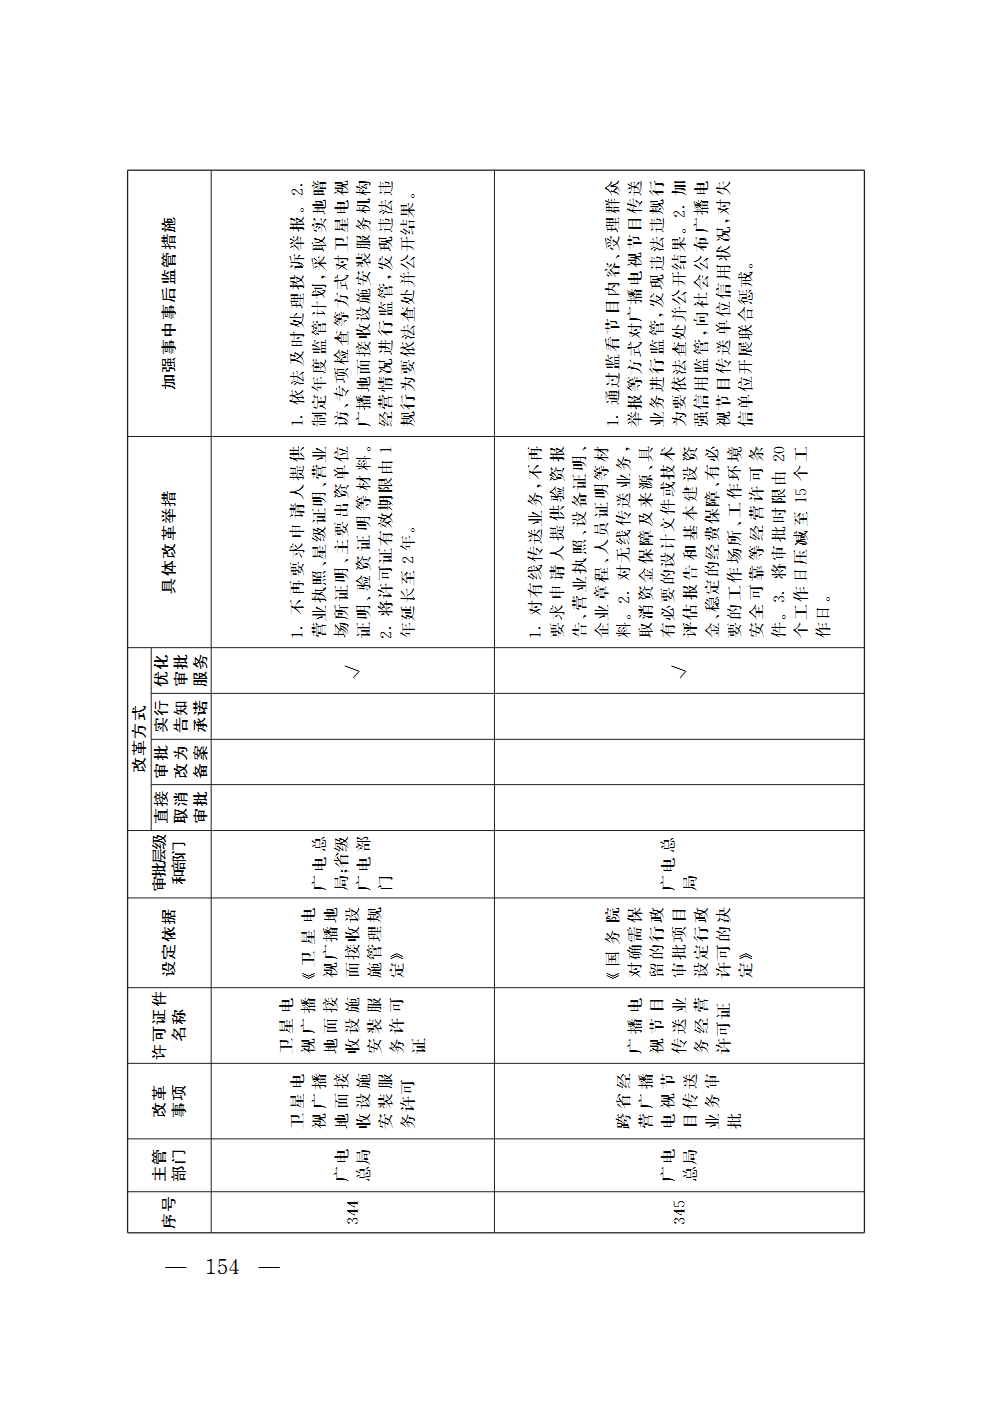 序号
主管
部门
改革
事项
许可证件
名称
设定依据
审批层级
和部门
改革方式
直接
取消
审批
审批
改为
备案
实行
告知
承诺
优化
审批
服务
具体改革举措
加强事中事后监管措施
344
广电
总局
卫星电
视广播
地面接
收设施
安装服
务许可
卫星电
视广播
地面接
收设施
安装服
务许可
证
《卫星电
视广播地
面接收设
施管理规
定》
广电总
局;省级
广电部
门
√
1. 不再要求申请人提供
营业执照、星级证明、营业
场所证明、主要出资单位
证明、验资证明等材料。
2. 将许可证有效期限由1
年延长至2年。
1. 依法及时处理投诉举报。2.
制定年度监管计划,采取实地暗
访、专项检查等方式对卫星电视
广播地面接收设施安装服务机构
经营情况进行监管,发现违法违
规行为要依法查处并公开结果。
345
广电
总局
跨省经
营广播
电视节
目传送
业务审
批
广播电
视节目
传送业
务经营
许可证
《国务院
对确需保
留的行政
审批项目
设定行政
许可的决
定》
广电总
局
√
1. 对有线传送业务,不再
要求申请人提供验资报
告、营业执照、设备证明、
企业章程、人员证明等材
料。2. 对无线传送业务,
取消资金保障及来源、具
有必要的设计文件或技术
评估报告和基本建设资
金、稳定的经费保障、有必
要的工作场所、工作环境
安全可靠等经营许可条
件。3. 将审批时限由20
个工作日压减至15个工
作日。
1. 通过监看节目内容、受理群众
举报等方式对广播电视节目传送
业务进行监管,发现违法违规行
为要依法查处并公开结果。2. 加
强信用监管,向社会公布广播电
视节目传送单位信用状况,对失
信单位开展联合惩戒。
— 154 —